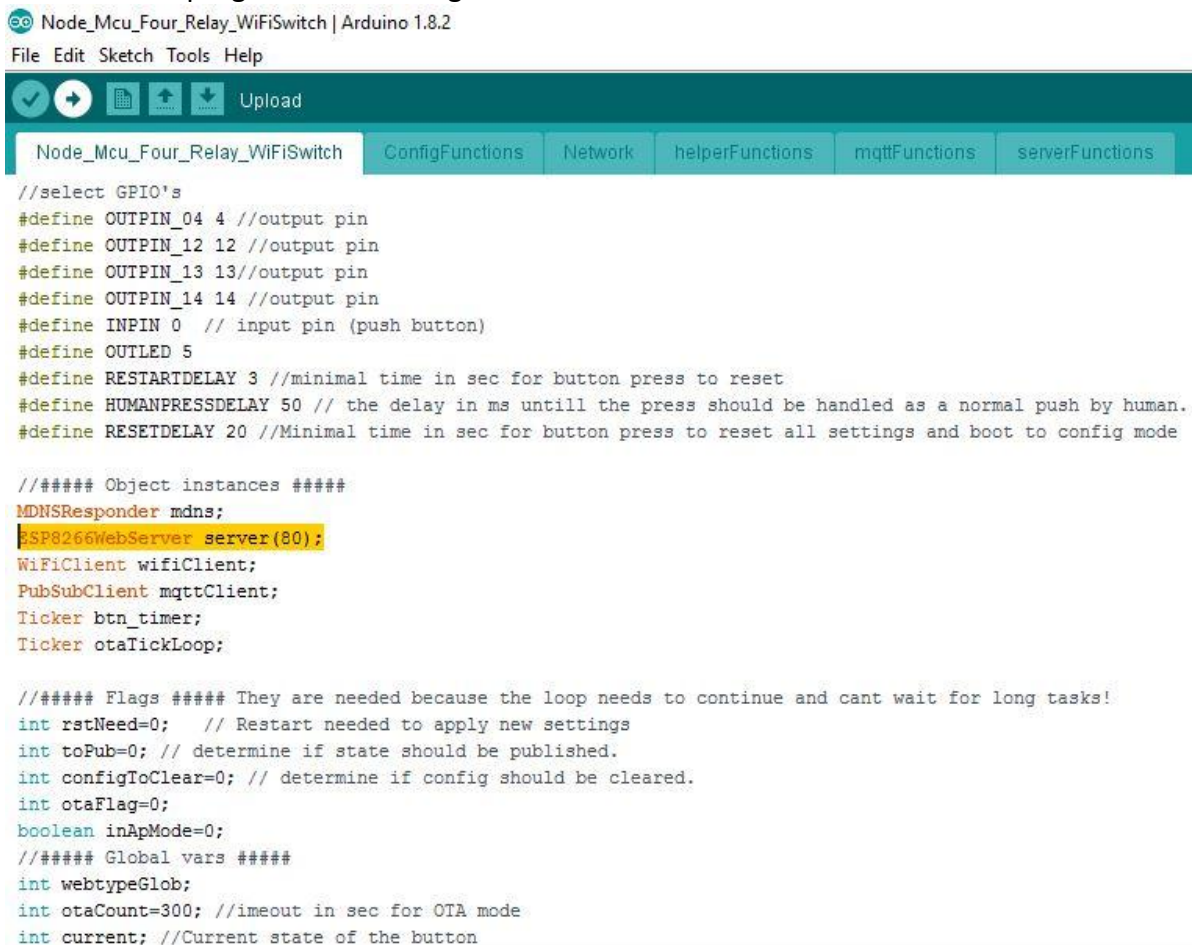 Node_Mcu_Four_Relay_WiFiSwitch | Arduino 1.8.2
File Edit Sketch Tools Help
Upload
Node_Mcu_Four_Relay_WiFiSwitch ConfigFunctions Network helperFunctions mqttFunctions serverFunctions
//select GPIO's
#define OUTPIN_04 4 //output pin
#define OUTPIN_12 12 //output pin
#define OUTPIN_13 13//output pin
#define OUTPIN_14 14 //output pin
#define INPIN 0  // input pin (push button)
#define OUTLED 5
#define RESTARTDELAY 3 //minimal time in sec for button press to reset
#define HUMANPRESSDELAY 50 // the delay in ms untill the press should be handled as a normal push by human.
#define RESETDELAY 20 //Minimal time in sec for button press to reset all settings and boot to config mode
//##### Object instances #####
MDNSResponder mdns;
ESP8266WebServer server(80);
WiFiClient wifiClient;
PubSubClient mqttClient;
Ticker btn_timer;
Ticker otaTickLoop;
//##### Flags ##### They are needed because the loop needs to continue and cant wait for long tasks!
int rstNeed=0;   // Restart needed to apply new settings
int toPub=0; // determine if state should be published.
int configToClear=0; // determine if config should be cleared.
int otaFlag=0;
boolean inApMode=0;
//##### Global vars #####
int webtypeGlob;
int otaCount=300; //imeout in sec for OTA mode
int current; //Current state of the button